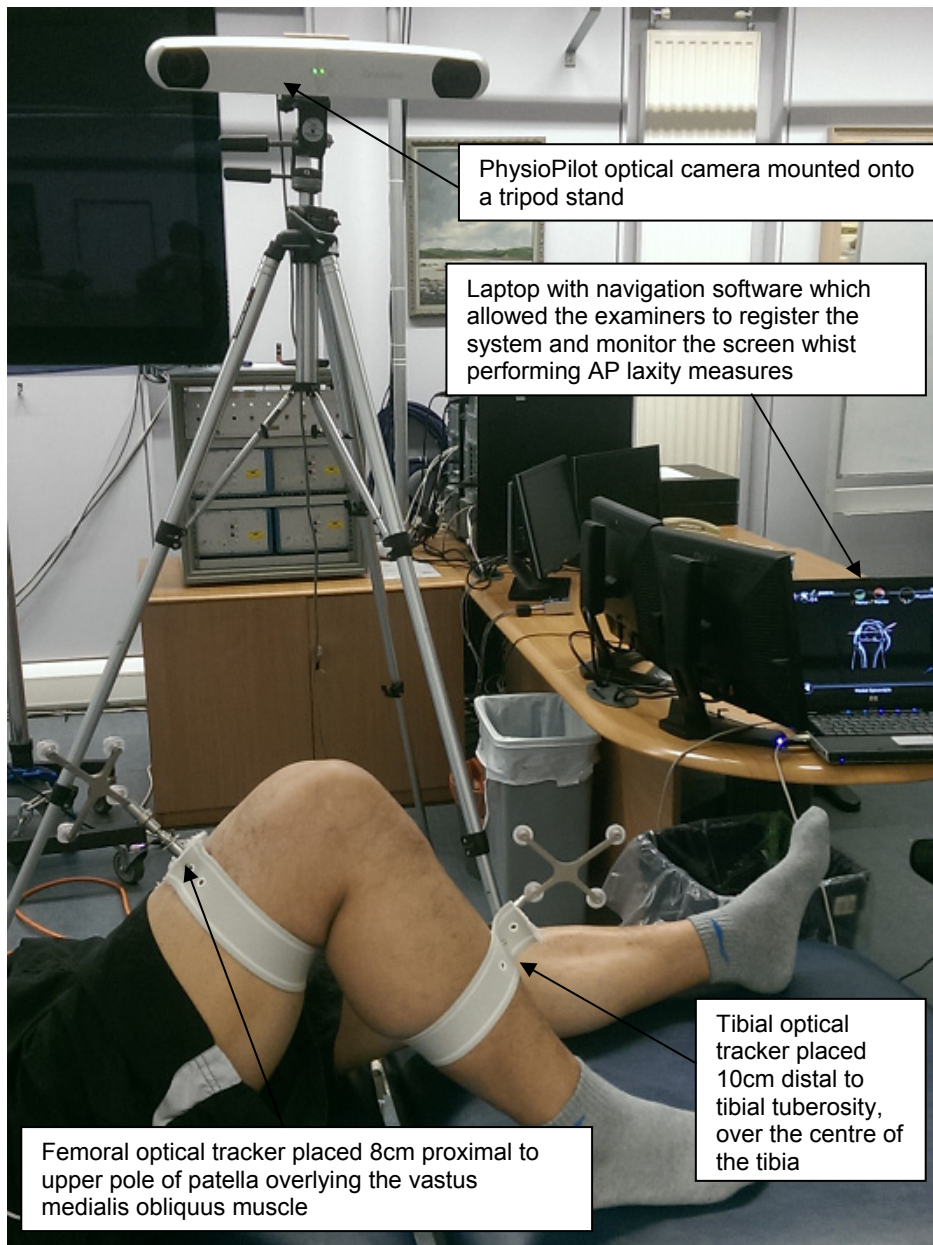 PhysioPilot optical camera mounted onto
a tripod stand
Laptop with navigation software which
allowed the examiners to register the
system and monitor the screen whist
performing AP laxity measures
Tibial optical
tracker placed
10cm distal to
tibial tuberosity,
over the centre of
the tibia
Femoral optical tracker placed 8cm proximal to
upper pole of patella overlying the vastus
medialis obliquus muscle